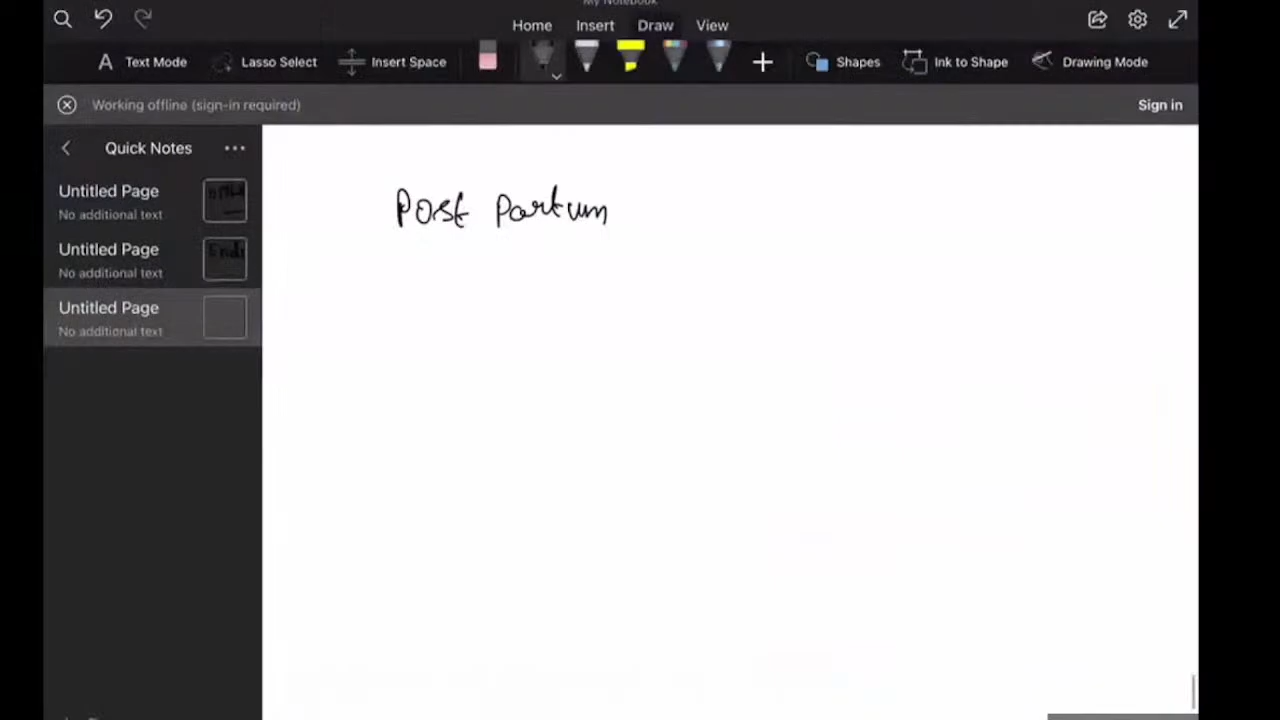 My Notebook
Home Insert Draw View
Text Mode Lasso Select Insert Space Shapes Ink to Shape Drawing Mode
Working offline (sign-in required) Sign in
Quick Notes
Untitled Page
No additional text
Untitled Page
No additional text
Untitled Page
No additional text
Post Partum